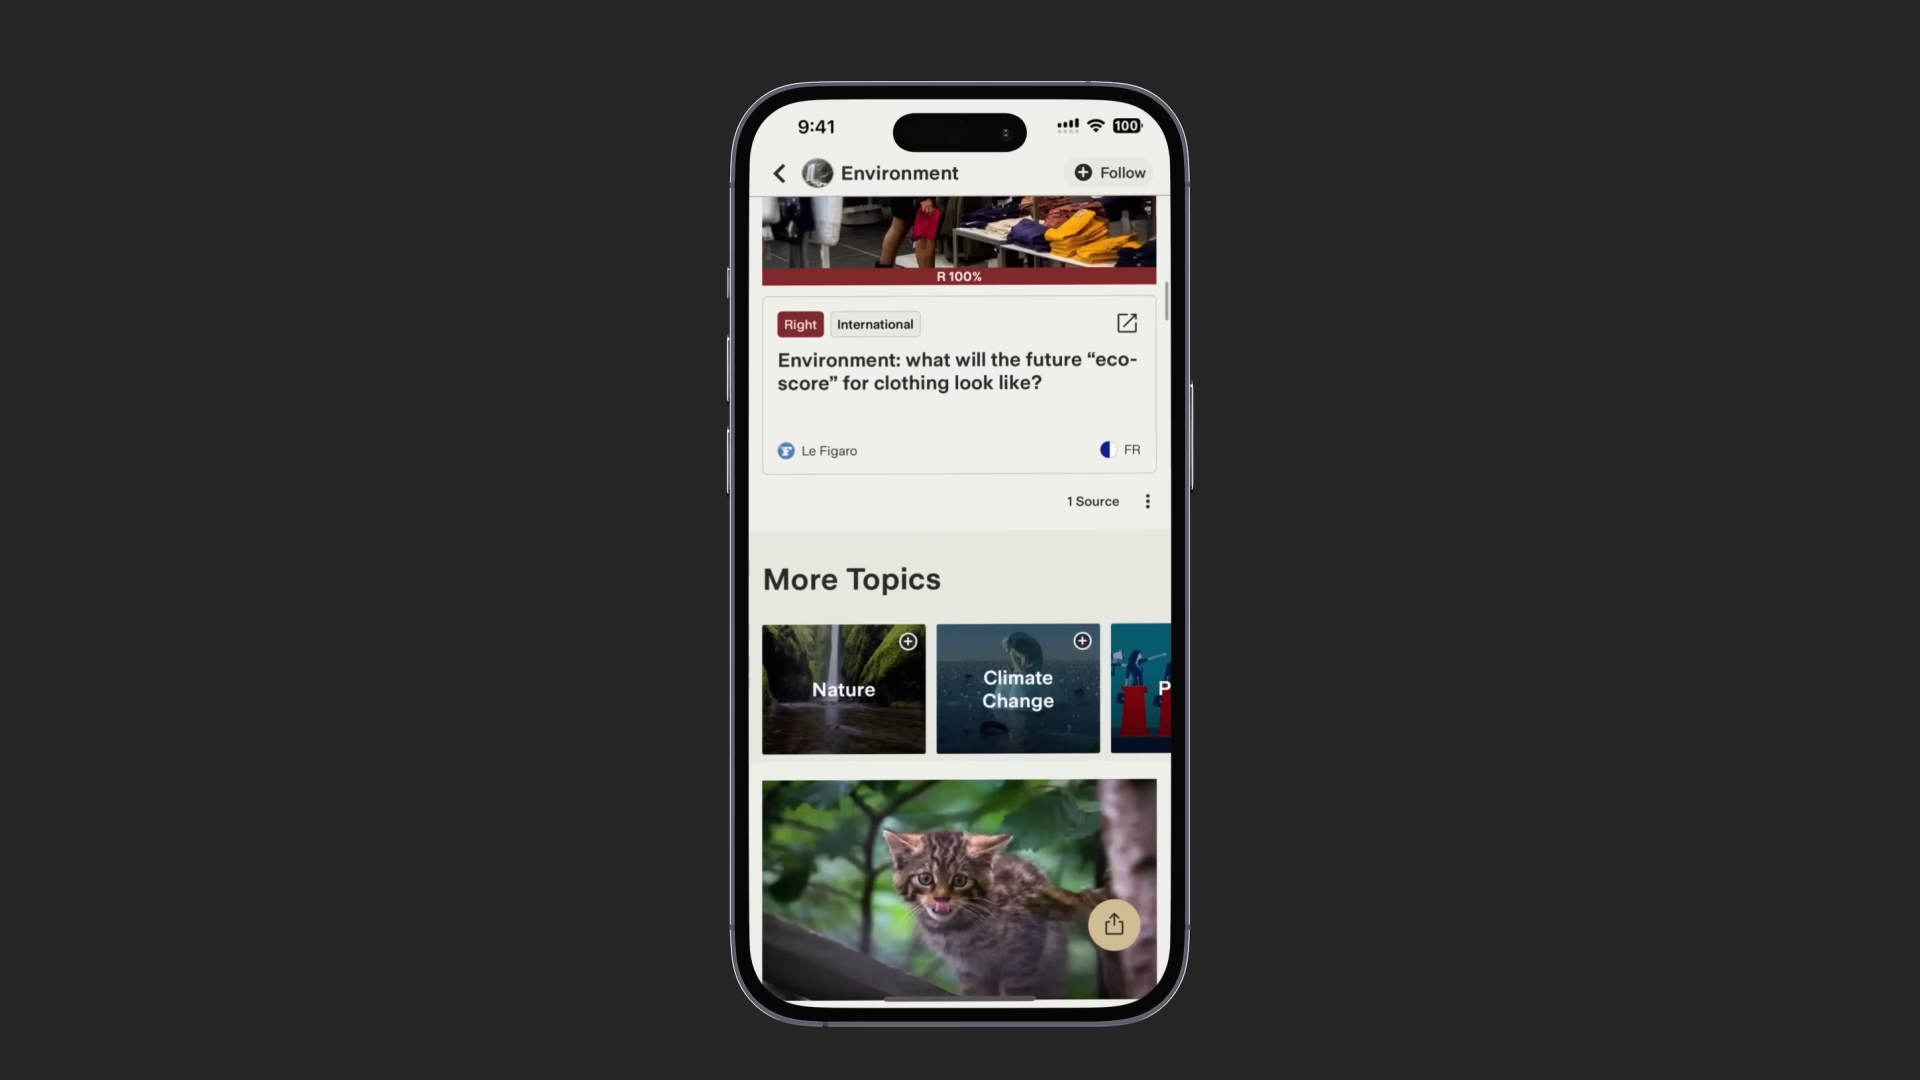 9:41
100
Environment
Follow
R 100%
Right
International
Environment: what will the future “eco-
score” for clothing look like?
Le Figaro
FR
1 Source
More Topics
Nature
Climate
Change
P